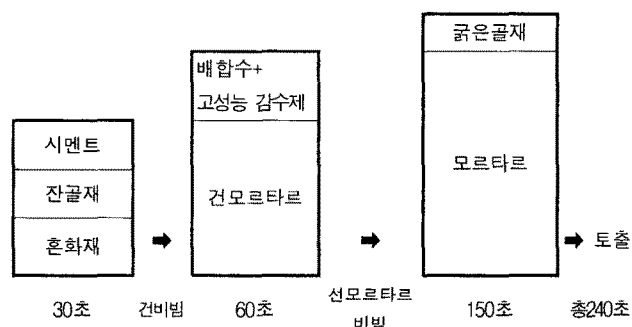 시멘트
잔골재
혼화재
30초
건비빔
배합수+
고성능 감수제
건모르타르
60초
선모르타르
비빔
굵은골재
모르타르
150초
토출
총240초